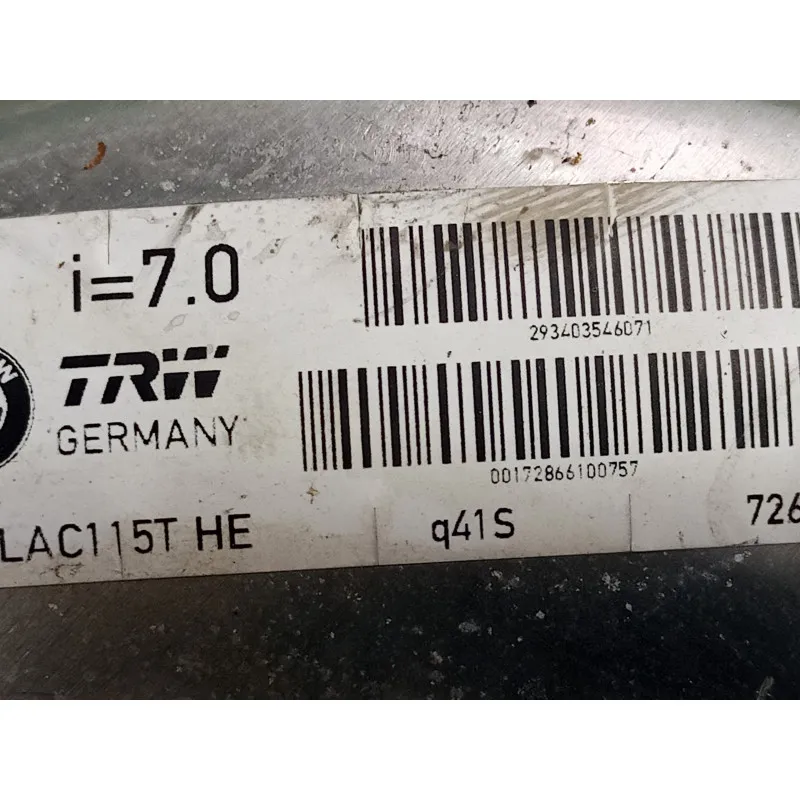 i=7.0
293403546071
TRW
GERMANY
00172866100757
LAC115T HE
q41S
726